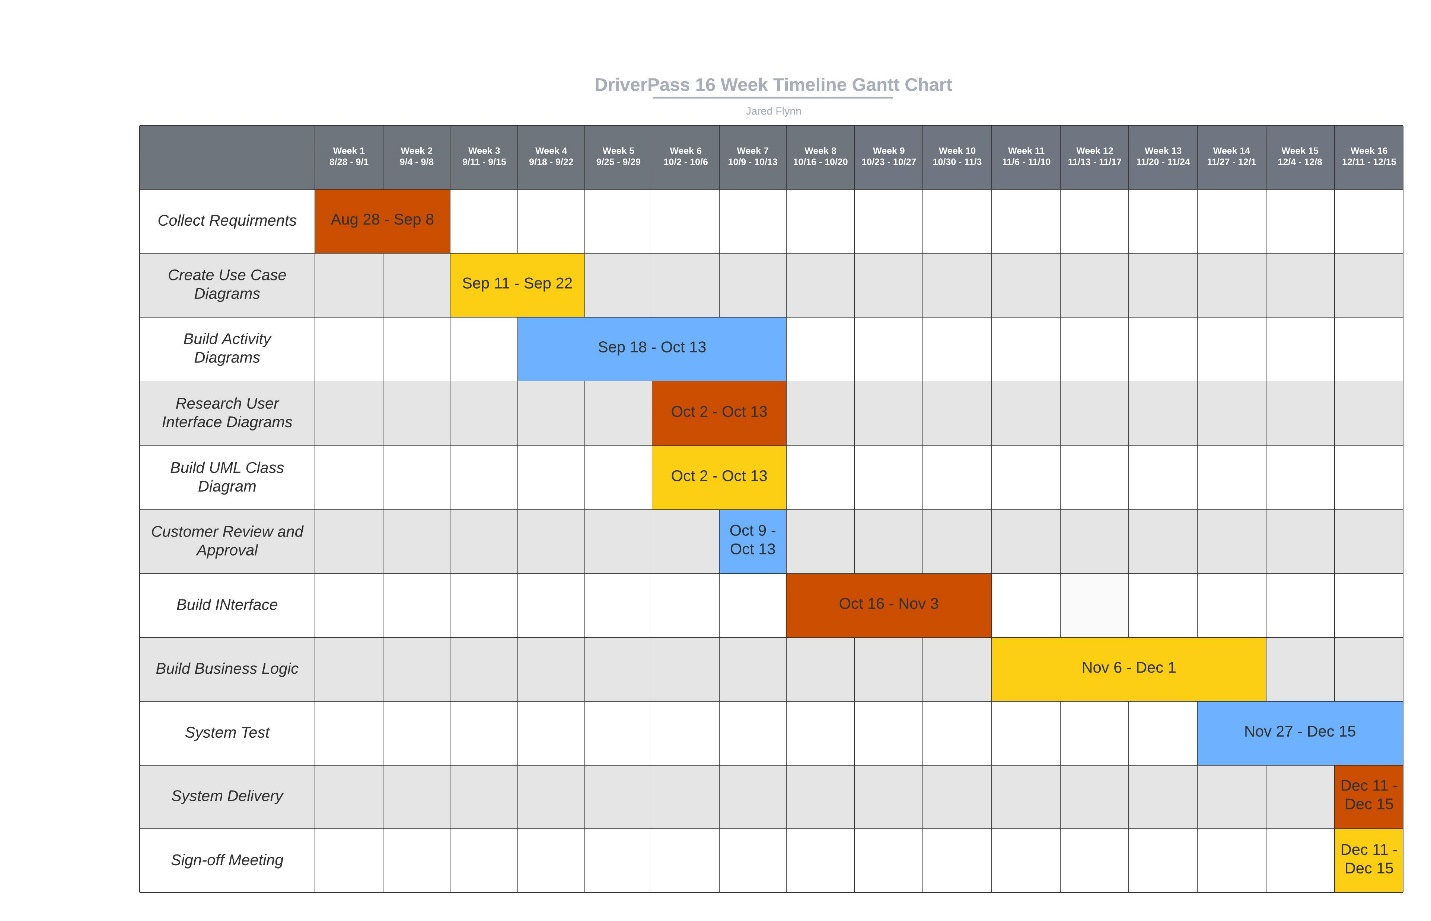 DriverPass 16 Week Timeline Gantt Chart
Jared Flynn
Week 1
8/28 - 9/1
Week 2
9/4 - 9/8
Week 3
9/11 - 9/15
Week 4
9/18 - 9/22
Week 5
9/25 - 9/29
Week 6
10/2 - 10/6
Week 7
10/9 - 10/13
Week 8
10/16 - 10/20
Week 9
10/23 - 10/27
Week 10
10/30 - 11/3
Week 11
11/6 - 11/10
Week 12
11/13 - 11/17
Week 13
11/20 - 11/24
Week 14
11/27 - 12/1
Week 15
12/4 - 12/8
Week 16
12/11 - 12/15
Collect Requirments
Aug 28 - Sep 8
Create Use Case
Diagrams
Sep 11 - Sep 22
Build Activity
Diagrams
Sep 18 - Oct 13
Research User
Interface Diagrams
Oct 2 - Oct 13
Build UML Class
Diagram
Oct 2 - Oct 13
Customer Review and
Approval
Oct 9 -
Oct 13
Build INterface
Oct 16 - Nov 3
Build Business Logic
Nov 6 - Dec 1
System Test
Nov 27 - Dec 15
System Delivery
Dec 11 -
Dec 15
Sign-off Meeting
Dec 11 -
Dec 15